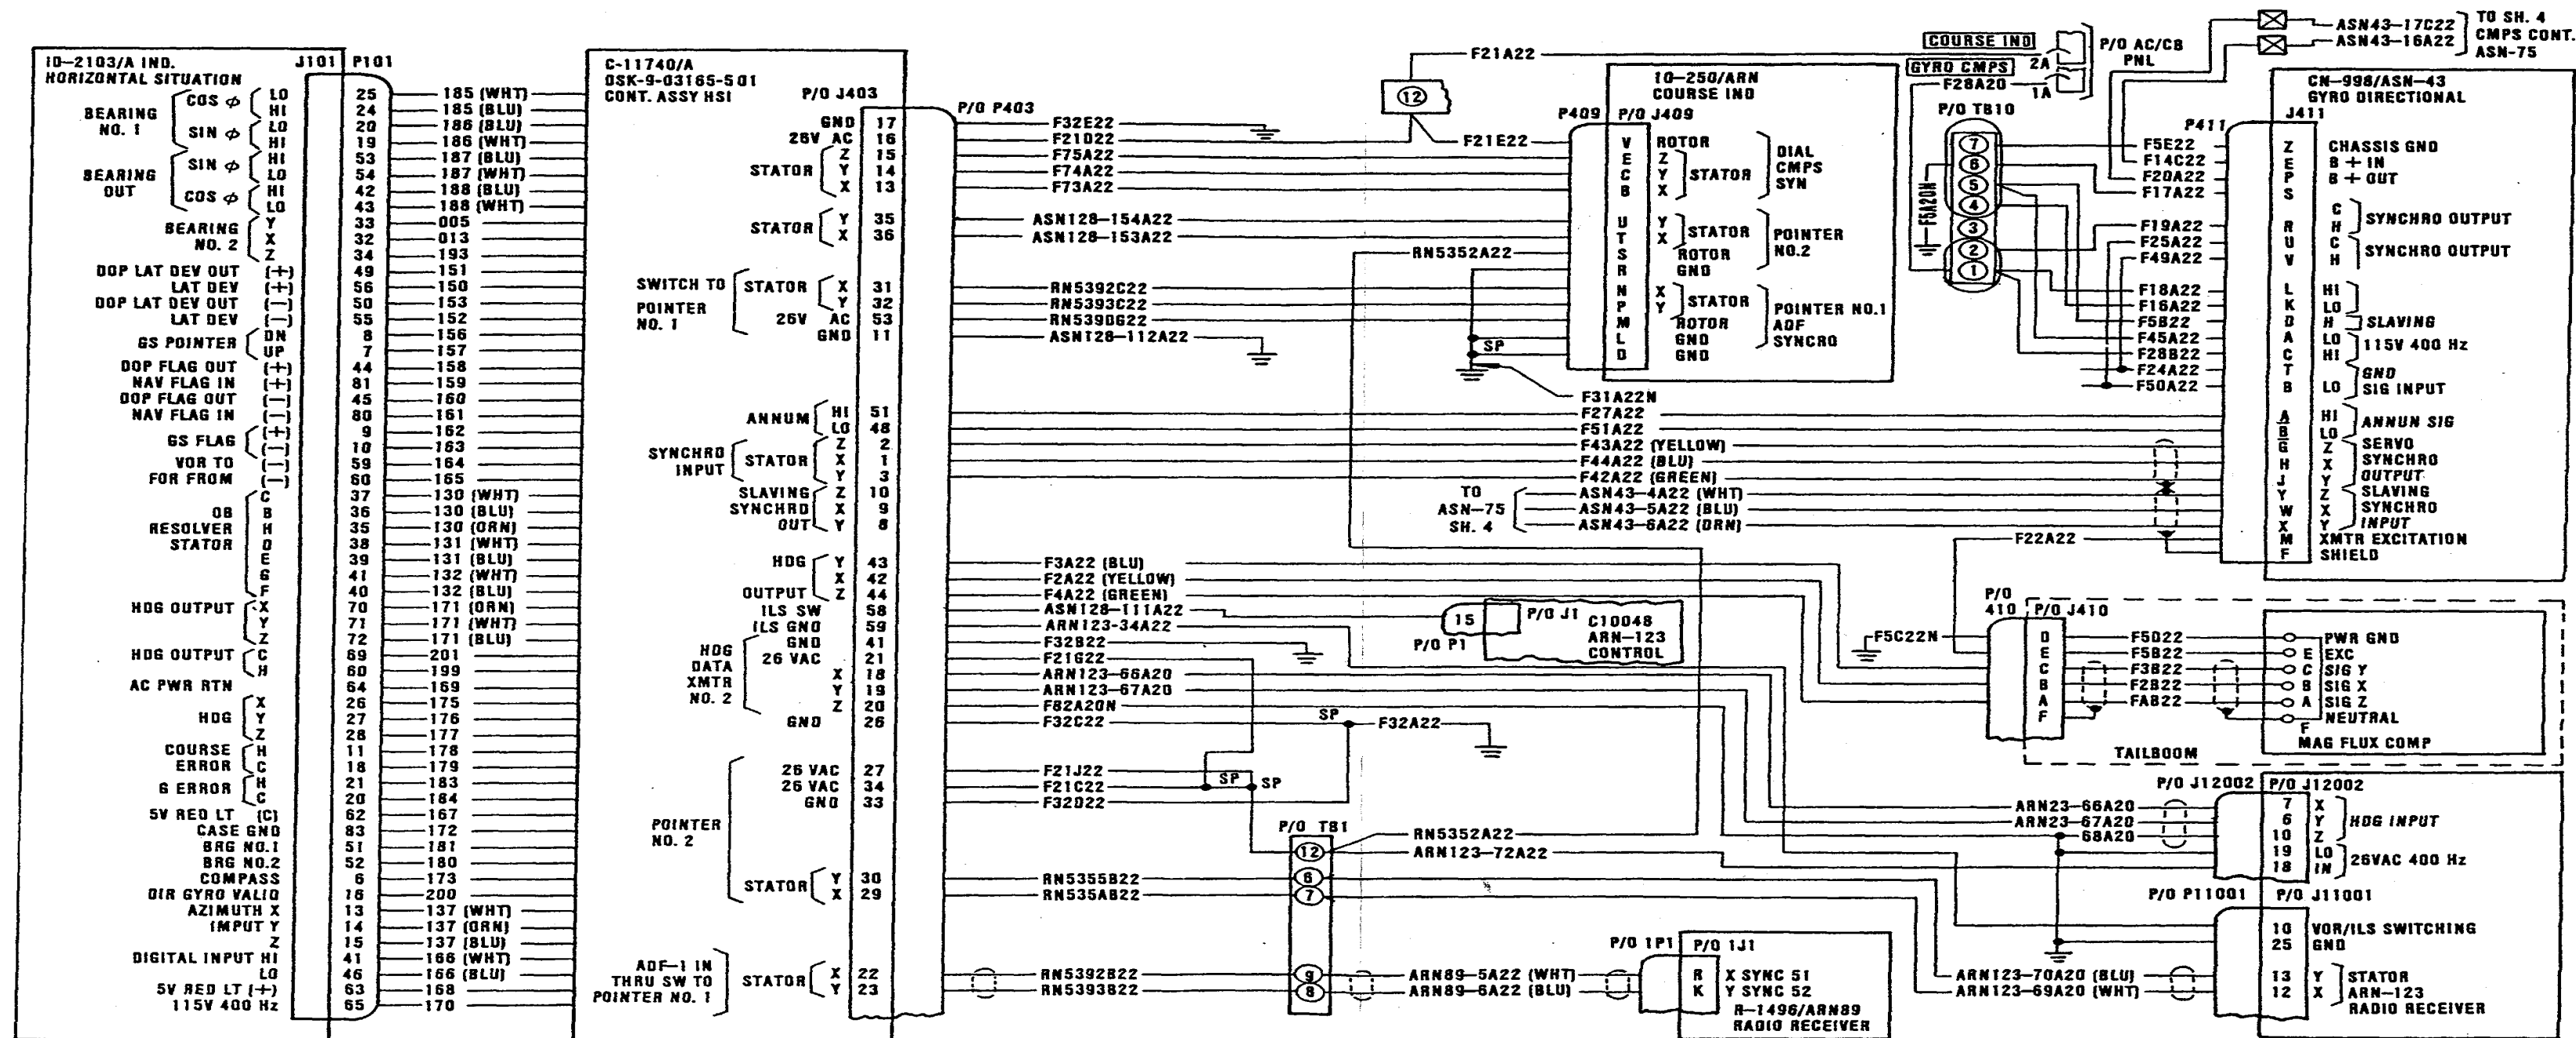 ID-2103/A IND.
HORIZONTAL SITUATION
J101 P101
BEARING NO. 1
COS φ LO 25 185 (WHT)
HI 24 185 (BLU)
SIN φ LO 20 186 (BLU)
HI 19 186 (WHT)
BEARING OUT
SIN φ HI 53 187 (BLU)
LO 54 187 (WHT)
COS φ HI 42 188 (BLU)
LO 43 188 (WHT)
BEARING NO. 2
Y 33 005
X 32 013
Z 34 193
DOP LAT DEV OUT (+) 49 151
LAT DEV (+) 56 150
DOP LAT DEV OUT (—) 50 153
LAT DEV (—) 55 152
GS POINTER DN 8 156
UP 7 157
DOP FLAG OUT (+) 44 158
NAV FLAG IN (+) 81 159
DOP FLAG OUT (—) 45 160
NAV FLAG IN (—) 80 161
GS FLAG (+) 9 162
(—) 10 163
VOR TO (—) 59 164
FOR FROM (—) 60 165
OB RESOLVER STATOR
C 37 130 (WHT)
B 36 130 (BLU)
H 35 130 (ORN)
D 38 131 (WHT)
E 39 131 (BLU)
G 41 132 (WHT)
F 40 132 (BLU)
HDG OUTPUT X 70 171 (ORN)
Y 71 171 (WHT)
Z 72 171 (BLU)
HDG OUTPUT C 69 201
H 60 199
AC PWR RTN 64 169
HDG X 26 175
Y 27 176
Z 28 177
COURSE ERROR H 11 178
C 18 179
G ERROR H 21 183
C 20 184
5V RED LT (C) 62 167
CASE GND 83 172
BRG NO.1 51 181
BRG NO.2 52 180
COMPASS 6 173
DIR GYRO VALID 16 200
AZIMUTH X 13 137 (WHT)
IMPUT Y 14 137 (ORN)
Z 15 137 (BLU)
DIGITAL INPUT HI 41 166 (WHT)
LO 46 166 (BLU)
5V RED LT (+) 63 168
115V 400 Hz 65 170
C-11740/A
DSK-9-03165-501
CONT. ASSY HSI
P/O J403
P/O P403
GND 17 F32E22
26V AC 16 F21D22
STATOR Z 15 F75A22
Y 14 F74A22
X 13 F73A22
STATOR Y 35 ASN128-154A22
X 36 ASN128-153A22
SWITCH TO POINTER NO. 1
STATOR X 31 RN5392C22
Y 32 RN5393C22
26V AC 53 RN5390G22
GND 11 ASN128-112A22
ANNUM HI 51 F27A22
LO 48 F51A22
SYNCHRO INPUT
STATOR Z 2 F43A22 (YELLOW)
X 1 F44A22 (BLU)
Y 3 F42A22 (GREEN)
SLAVING SYNCHRO OUT
Z 10
X 9
Y 8
TO ASN-75 SH. 4
ASN43-4A22 (WHT)
ASN43-5A22 (BLU)
ASN43-6A22 (ORN)
HDG OUTPUT
Y 43 F3A22 (BLU)
X 42 F2A22 (YELLOW)
Z 44 F4A22 (GREEN)
ILS SW 58 ASN128-111A22
ILS GND 59 ARN123-34A22
HDG DATA XMTR NO. 2
GND 41 F32B22
26 VAC 21 F21G22
X 18 ARN123-66A20
Y 19 ARN123-67A20
Z 20 F82A20N
GND 26 F32C22
SP
F32A22
POINTER NO. 2
26 VAC 27 F21J22
26 VAC 34 F21C22
SP SP
GND 33 F32D22
STATOR Y 30 RN5355B22
X 29 RN535AB22
ADF-1 IN THRU SW TO POINTER NO. 1
STATOR X 22 RN5392B22
Y 23 RN5393B22
P/O TB1
12 6 7 9 8
RN5352A22
ARN123-72A22
ARN89-5A22 (WHT)
ARN89-6A22 (BLU)
P/O 1P1 P/O 1J1
R X SYNC 51
K Y SYNC 52
R-1496/ARN89
RADIO RECEIVER
F21A22
12
F21E22
RN5352A22
SP
F31A22N
ID-250/ARN
COURSE IND
P409 P/O J409
V ROTOR
E Z
C Y
B X
STATOR
DIAL CMPS SYN
U Y
T X
STATOR
S ROTOR
R GND
POINTER NO.2
N X
P Y
STATOR
M ROTOR
L GND
D GND
POINTER NO.1
ADF
SYNCRO
15
P/O P1
P/O J1
C10048
ARN-123
CONTROL
COURSE IND
2A
GYRO CMPS
F28A20
1A
P/O AC/CB PNL
P/O TB10
7 6 5 4 3 2 1
F5A20N
ASN43-17C22
ASN43-16A22
TO SH. 4
CMPS CONT.
ASN-75
CN-998/ASN-43
GYRO DIRECTIONAL
P411 J411
F5E22 Z CHASSIS GND
F14C22 E B + IN
F20A22 P B + OUT
F17A22 S
C
F19A22 R H
SYNCHRO OUTPUT
F25A22 U C
F49A22 V H
SYNCHRO OUTPUT
F18A22 L HI
F16A22 K LO
F5B22 D H SLAVING
F45A22 A LO
F28B22 C HI
115V 400 Hz
F24A22 T GND
F50A22 B LO SIG INPUT
A HI
B LO
ANNUN SIG
G Z
H X
J Y
SERVO SYNCHRO OUTPUT
Y Z
W X
X Y
SLAVING SYNCHRO INPUT
F22A22 M XMTR EXCITATION
F SHIELD
P/O 410 P/O J410
F5C22N
D F5D22 PWR GND
E F5B22 E EXC
C F3B22 C SIG Y
B F2B22 B SIG X
A FAB22 A SIG Z
F NEUTRAL
F
MAG FLUX COMP
TAILBOOM
P/O J12002 P/O J12002
ARN23-66A20 7 X
ARN23-67A20 6 Y
68A20 10 Z
HDG INPUT
19 LO
18 IN
26VAC 400 Hz
P/O P11001 P/O J11001
10 VOR/ILS SWITCHING
25 GND
ARN123-70A20 (BLU) 13 Y
ARN123-69A20 (WHT) 12 X
STATOR
ARN-123
RADIO RECEIVER